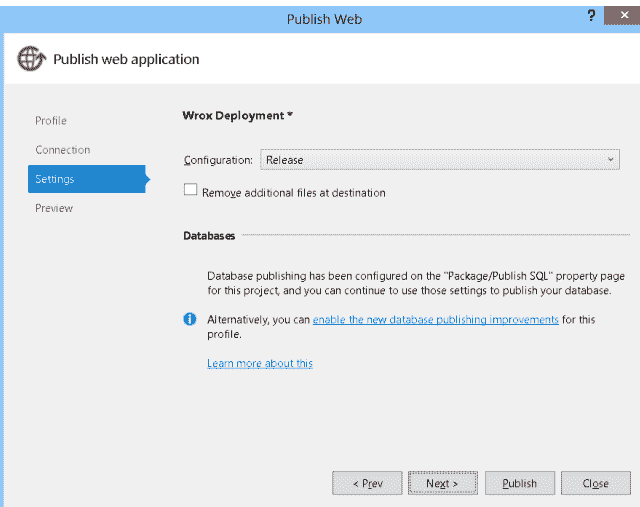 Publish Web
?
Publish web application
Profile
Connection
Settings
Preview
Wrox Deployment *
Configuration: Release
Remove additional files at destination
Databases
Database publishing has been configured on the "Package/Publish SQL" property page
for this project, and you can continue to use those settings to publish your database.
Alternatively, you can enable the new database publishing improvements for this
profile.
Learn more about this
< Prev Next > Publish Close